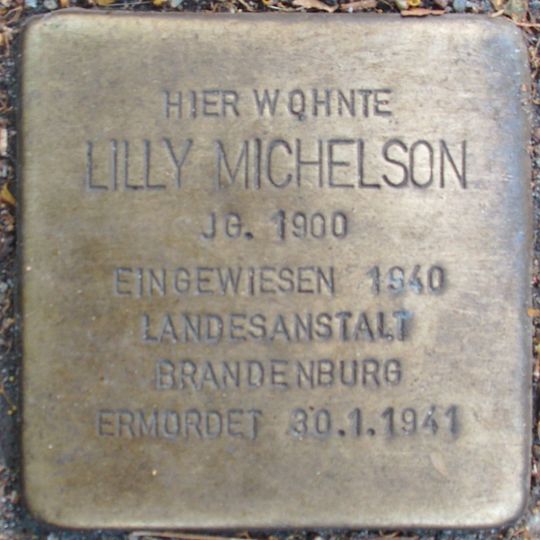 HIER WOHNTE
LILLY MICHELSON
JG. 1900
EINGEWIESEN 1940
LANDESANSTALT
BRANDENBURG
ERMORDET 30.1.1941